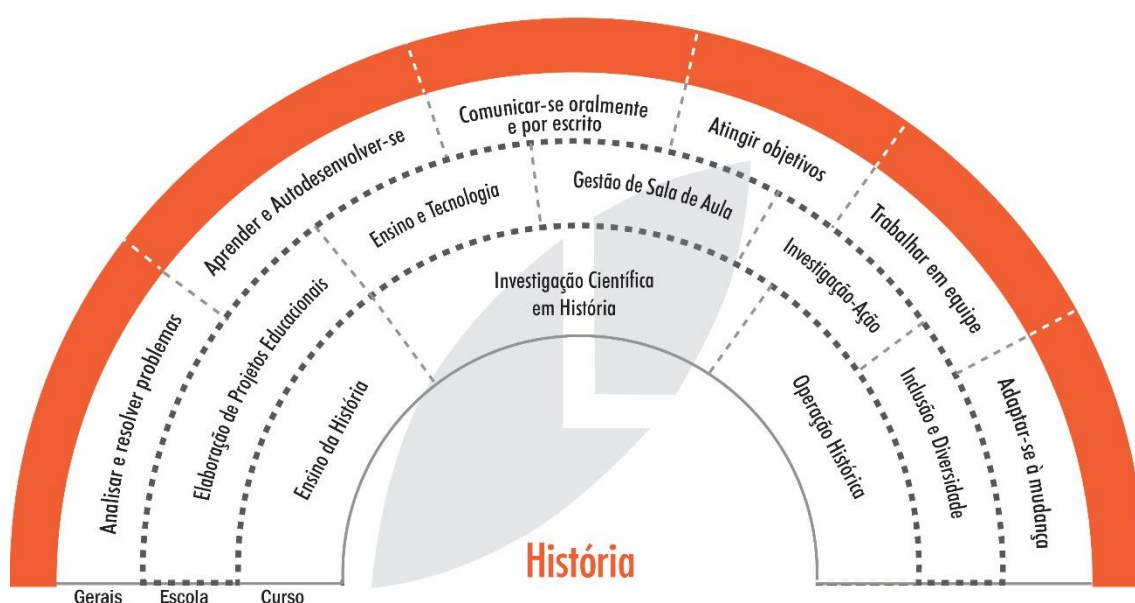 Analisar e resolver problemas
Aprender e Autodesenvolver-se
Comunicar-se oralmente
e por escrito
Atingir objetivos
Trabalhar em equipe
Adaptar-se à mudança
Elaboração de Projetos Educacionais
Ensino e Tecnologia
Gestão de Sala de Aula
Investigação-Ação
Inclusão e Diversidade
Ensino da História
Investigação Científica
em História
Operação Histórica
História
Gerais
Escola
Curso